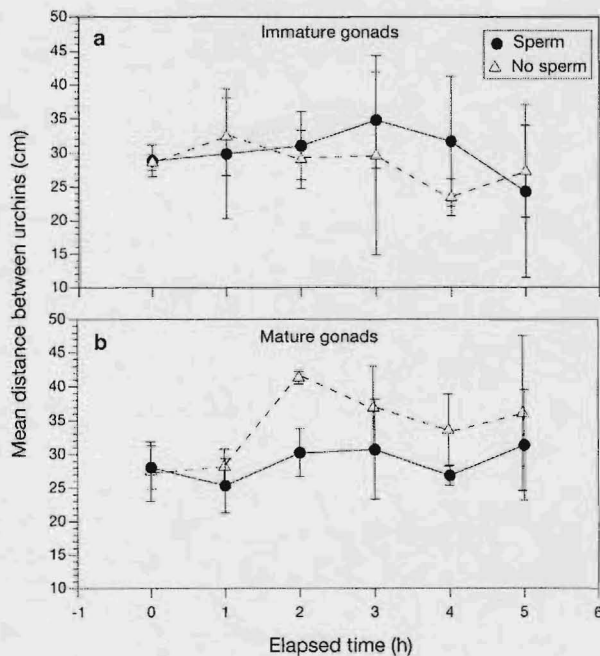 50
a
Immature gonads
Sperm
No sperm
45
40
35
30
25
20
15
10
50
b
Mature gonads
45
40
35
30
25
20
15
10
-1 0 1 2 3 4 5 6
Mean distance between urchins (cm)
Elapsed time (h)